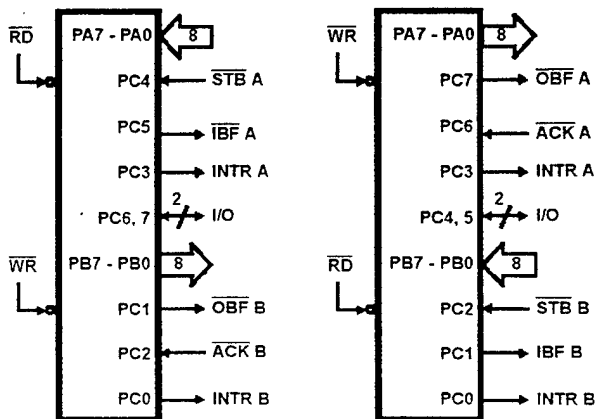 RD
PA7 - PA0
8
PC4
STB A
PC5
IBF A
PC3
INTR A
PC6, 7
2
I/O
WR
PB7 - PB0
8
PC1
OBF B
PC2
ACK B
PC0
INTR B
WR
PA7 - PA0
8
PC7
OBF A
PC6
ACK A
PC3
INTR A
PC4, 5
2
I/O
RD
PB7 - PB0
8
PC2
STB B
PC1
IBF B
PC0
INTR B